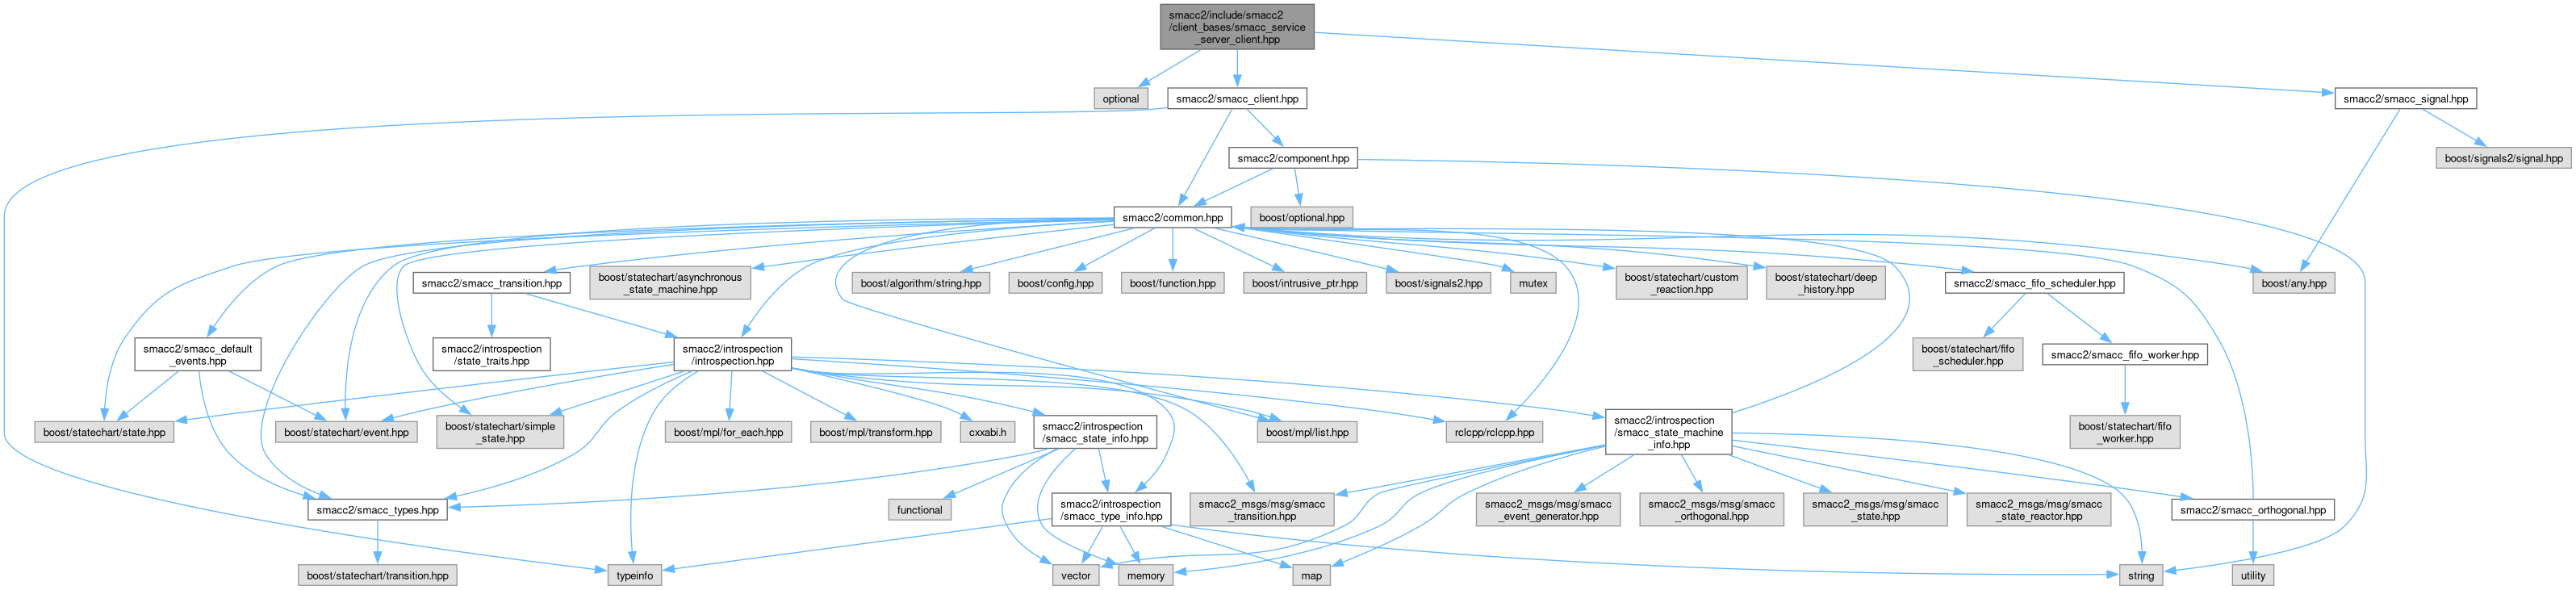 smacc2/include/smacc2
/client_bases/smacc_service
_server_client.hpp
optional
smacc2/smacc_client.hpp
smacc2/smacc_signal.hpp
smacc2/component.hpp
boost/signals2/signal.hpp
smacc2/common.hpp
boost/optional.hpp
smacc2/smacc_transition.hpp
boost/statechart/asynchronous
_state_machine.hpp
boost/algorithm/string.hpp
boost/config.hpp
boost/function.hpp
boost/intrusive_ptr.hpp
boost/signals2.hpp
mutex
boost/statechart/custom
_reaction.hpp
boost/statechart/deep
_history.hpp
smacc2/smacc_fifo_scheduler.hpp
boost/any.hpp
smacc2/smacc_default
_events.hpp
smacc2/introspection
/state_traits.hpp
smacc2/introspection
/introspection.hpp
boost/statechart/fifo
_scheduler.hpp
smacc2/smacc_fifo_worker.hpp
boost/statechart/state.hpp
boost/statechart/event.hpp
boost/statechart/simple
_state.hpp
boost/mpl/for_each.hpp
boost/mpl/transform.hpp
cxxabi.h
smacc2/introspection
/smacc_state_info.hpp
boost/mpl/list.hpp
rclcpp/rclcpp.hpp
smacc2/introspection
/smacc_state_machine
_info.hpp
boost/statechart/fifo
_worker.hpp
smacc2/smacc_types.hpp
functional
smacc2/introspection
/smacc_type_info.hpp
smacc2_msgs/msg/smacc
_transition.hpp
smacc2_msgs/msg/smacc
_event_generator.hpp
smacc2_msgs/msg/smacc
_orthogonal.hpp
smacc2_msgs/msg/smacc
_state.hpp
smacc2_msgs/msg/smacc
_state_reactor.hpp
smacc2/smacc_orthogonal.hpp
boost/statechart/transition.hpp
typeinfo
vector
memory
map
string
utility